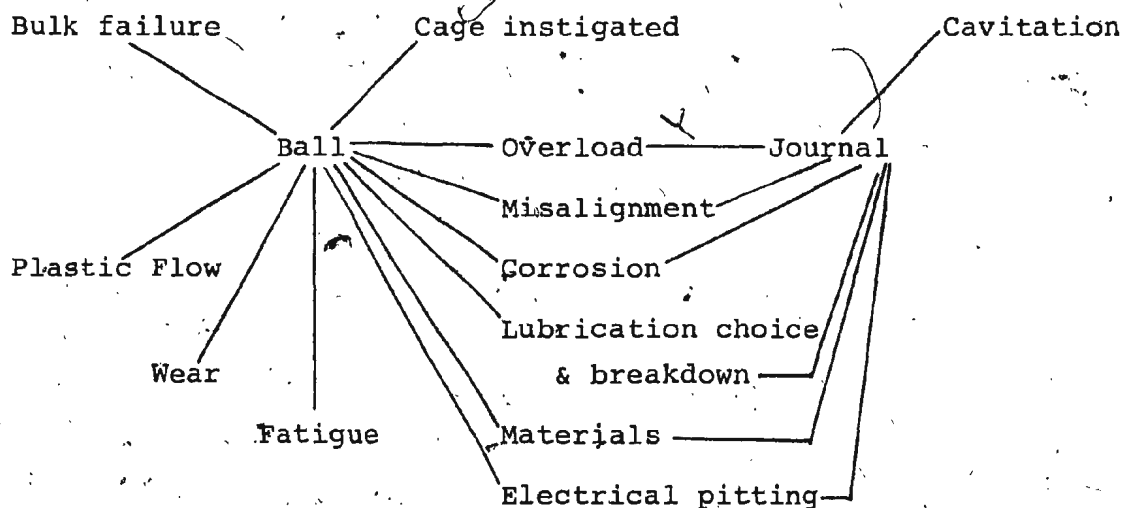 Bulk failure Cage instigated Cavitation
Ball Overload Journal
Misalignment
Plastic Flow Corrosion
Lubrication choice
Wear & breakdown
Fatigue Materials
Electrical pitting